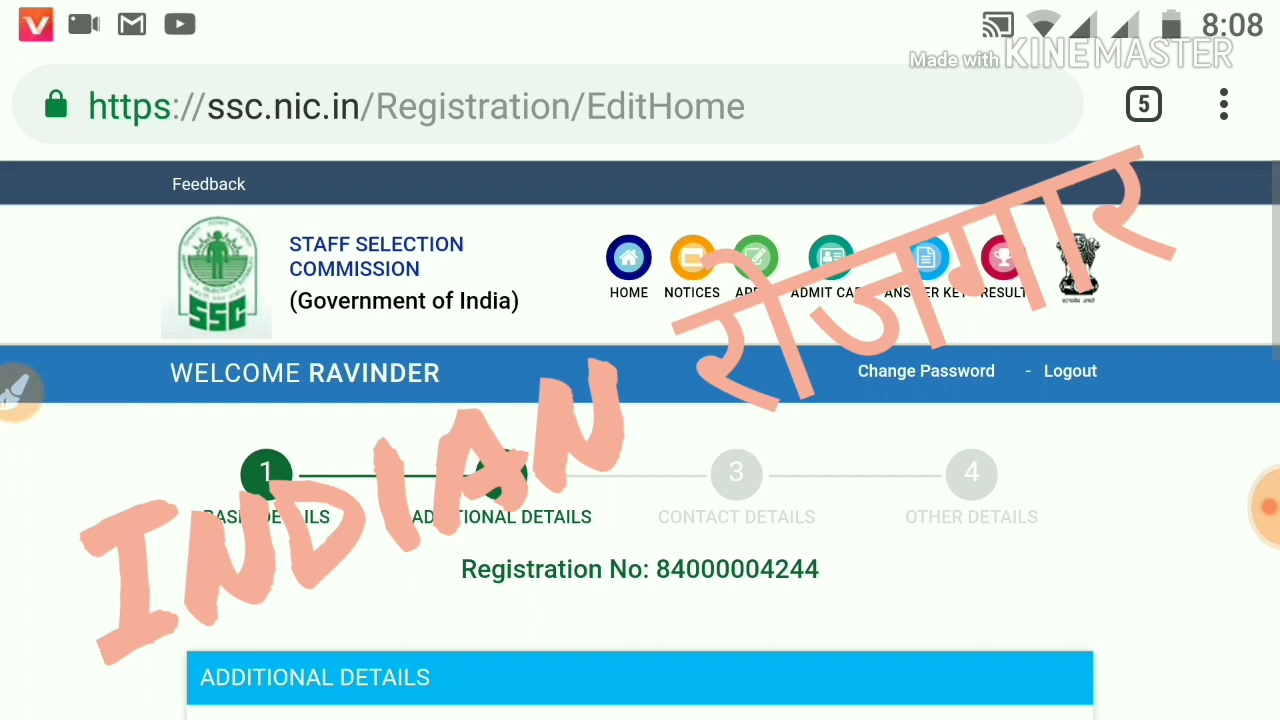 8:08
Made with KINEMASTER
https://ssc.nic.in/Registration/EditHome 5
Feedback
SSC
STAFF SELECTION
COMMISSION
(Government of India)
HOME NOTICES
WELCOME RAVINDER
Change Password - Logout
INDIAN रोजगार
1 3 4
ADDITIONAL DETAILS CONTACT DETAILS OTHER DETAILS
Registration No: 84000004244
ADDITIONAL DETAILS